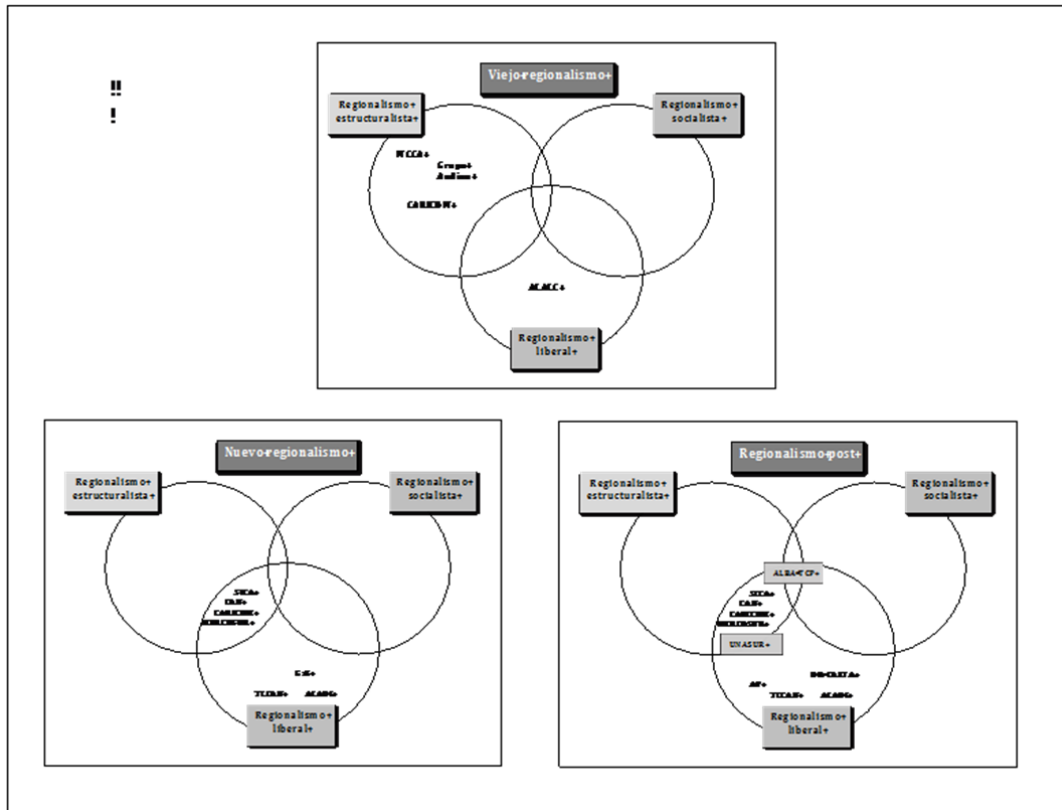 !!
!
Viejo+regionalismo+
Regionalismo+
estructuralista+
Regionalismo+
socialista+
MCCA+
Grupo+
Andino+
CARICOM+
ALALC+
Regionalismo+
liberal+
Nuevo+regionalismo+
Regionalismo+
estructuralista+
Regionalismo+
socialista+
SICA+
CAN+
CARICOM+
MERCOSUR+
TLCAN+
Regionalismo+
liberal+
Regionalismo+post+
Regionalismo+
estructuralista+
Regionalismo+
socialista+
ALBA+TCP+
SICA+
CAN+
CARICOM+
MERCOSUR+
UNASUR+
AP+
TLCAN+
Regionalismo+
liberal+